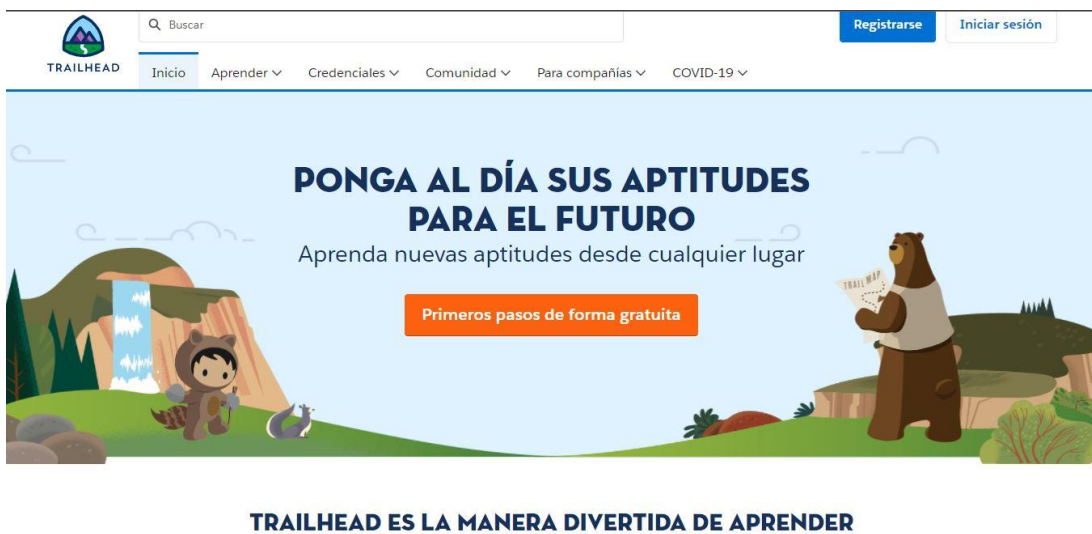 Buscar
Registrarse
Iniciar sesión
TRAILHEAD
Inicio
Aprender
Credenciales
Comunidad
Para compañías
COVID-19
PONGA AL DÍA SUS APTITUDES
PARA EL FUTURO
Aprenda nuevas aptitudes desde cualquier lugar
Primeros pasos de forma gratuita
TRAIL MAP
TRAILHEAD ES LA MANERA DIVERTIDA DE APRENDER